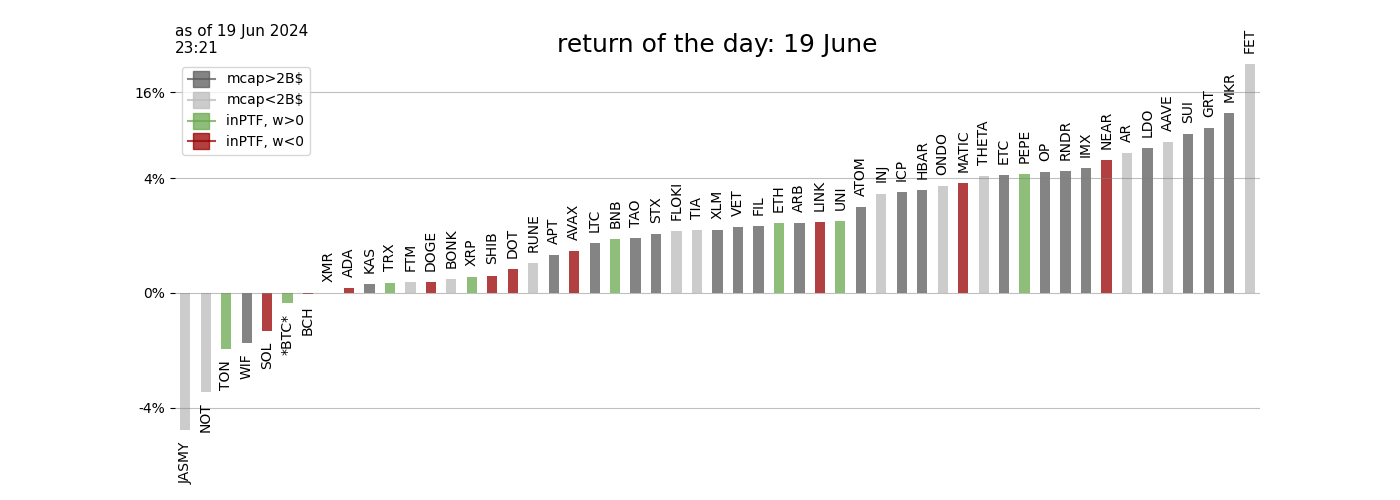 as of 19 Jun 2024
23:21
return of the day: 19 June
mcap>2B$
mcap<2B$
inPTF, w>0
inPTF, w<0
16%
4%
0%
-4%
JASMY
NOT
TON
WIF
SOL
*BTC*
BCH
XMR
ADA
KAS
TRX
FTM
DOGE
BONK
XRP
SHIB
DOT
RUNE
APT
AVAX
LTC
BNB
TAO
STX
FLOKI
TIA
XLM
VET
FIL
ETH
ARB
LINK
UNI
ATOM
INJ
ICP
HBAR
ONDO
MATIC
THETA
ETC
PEPE
OP
RNDR
IMX
NEAR
AR
LDO
AAVE
SUI
GRT
MKR
FET